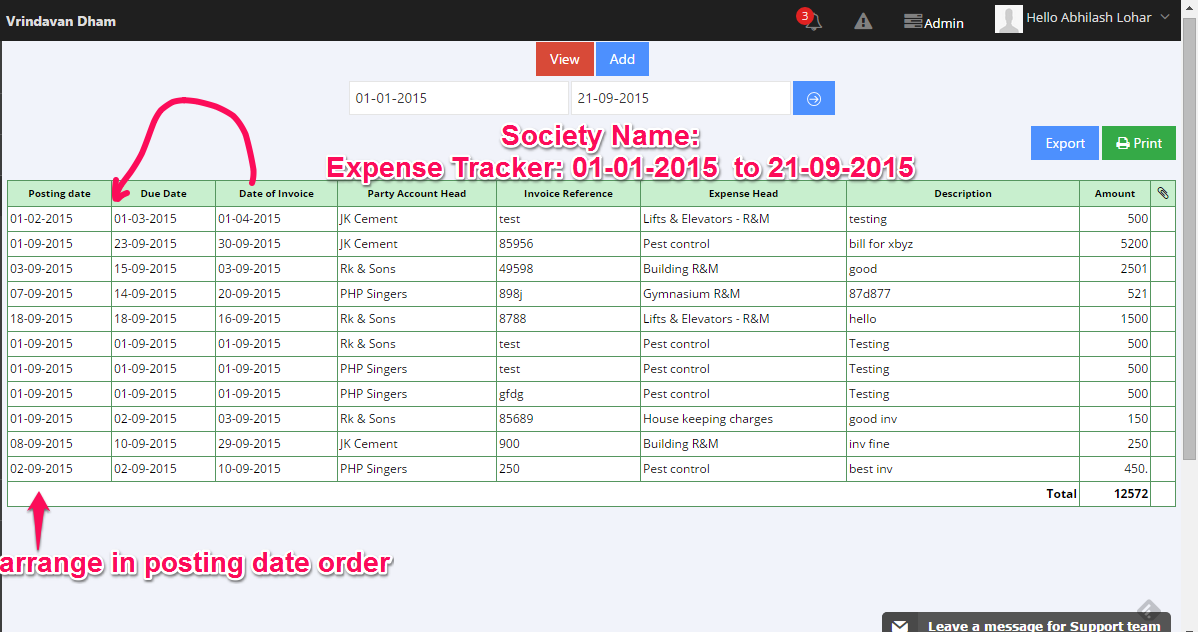 Vrindavan Dham 3 Admin Hello Abhilash Lohar
View Add
01-01-2015 21-09-2015
Society Name:
Expense Tracker: 01-01-2015 to 21-09-2015
Export Print
Posting date Due Date Date of Invoice Party Account Head Invoice Reference Expense Head Description Amount
01-02-2015 01-03-2015 01-04-2015 JK Cement test Lifts & Elevators - R&M testing 500
01-09-2015 23-09-2015 30-09-2015 JK Cement 85956 Pest control bill for xbyz 5200
03-09-2015 15-09-2015 03-09-2015 Rk & Sons 49598 Building R&M good 2501
07-09-2015 14-09-2015 20-09-2015 PHP Singers 898j Gymnasium R&M 87d877 521
18-09-2015 18-09-2015 16-09-2015 Rk & Sons 8788 Lifts & Elevators - R&M hello 1500
01-09-2015 01-09-2015 01-09-2015 Rk & Sons test Pest control Testing 500
01-09-2015 01-09-2015 01-09-2015 PHP Singers test Pest control Testing 500
01-09-2015 01-09-2015 01-09-2015 PHP Singers gfdg Pest control Testing 500
01-09-2015 02-09-2015 03-09-2015 Rk & Sons 85689 House keeping charges good inv 150
08-09-2015 10-09-2015 29-09-2015 JK Cement 900 Building R&M inv fine 250
02-09-2015 02-09-2015 10-09-2015 PHP Singers 250 Pest control best inv 450.
Total 12572
arrange in posting date order
Leave a message for Support team